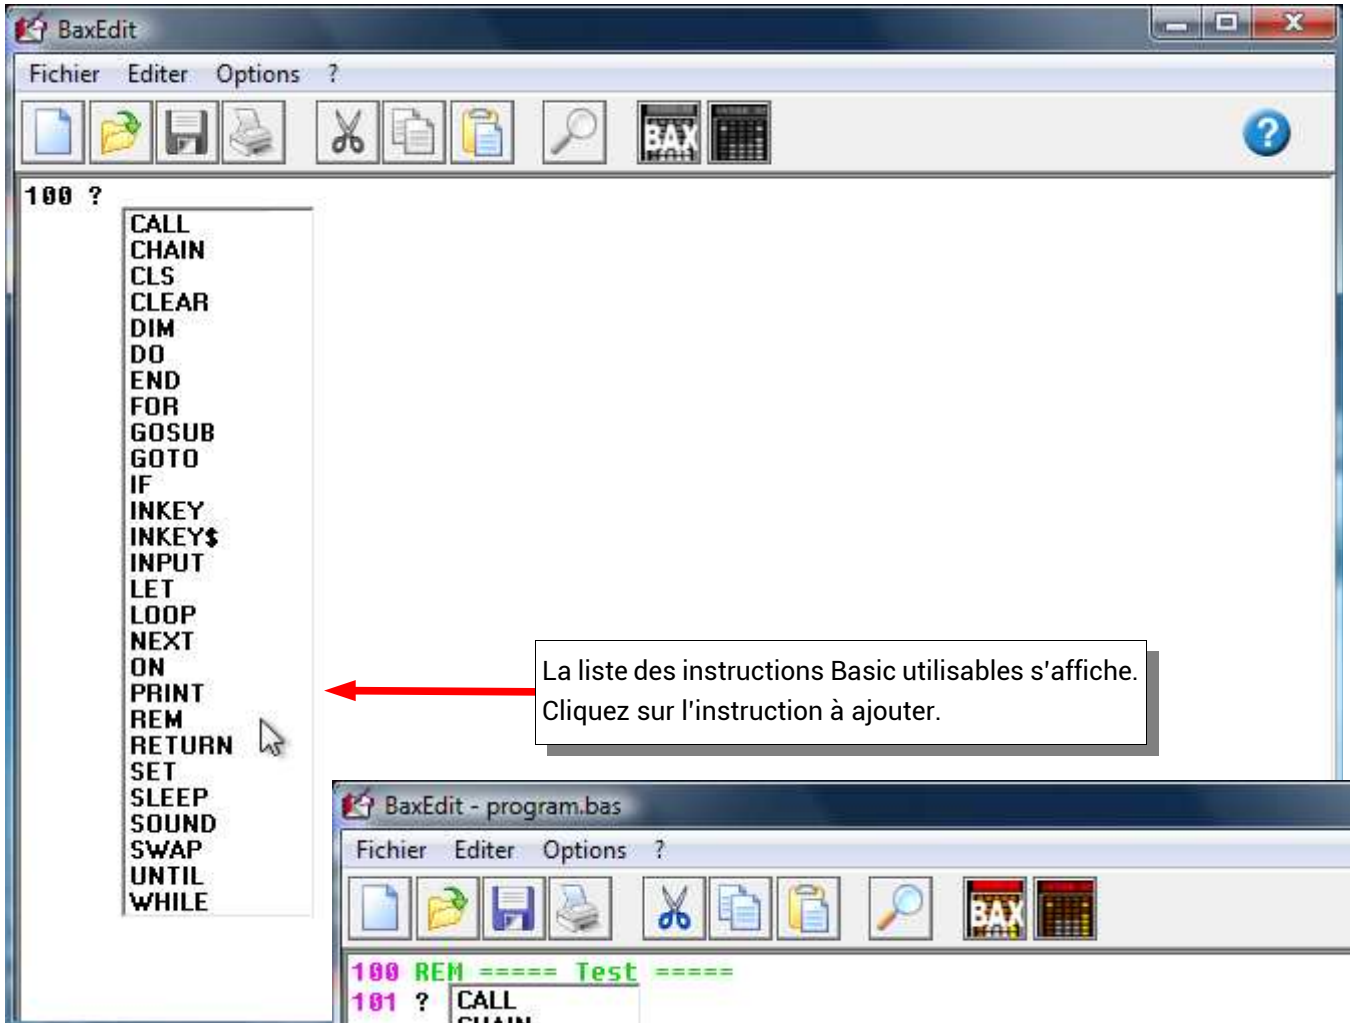 BaxEdit
Fichier Editer Options ?
BAX
100 ?
CALL
CHAIN
CLS
CLEAR
DIM
DO
END
FOR
GOSUB
GOTO
IF
INKEY
INKEY$
INPUT
LET
LOOP
NEXT
ON
PRINT
REM
RETURN
SET
SLEEP
SOUND
SWAP
UNTIL
WHILE
La liste des instructions Basic utilisables s'affiche.
Cliquez sur l'instruction à ajouter.
BaxEdit - program.bas
Fichier Editer Options ?
BAX
100 REM ===== Test =====
101 ? CALL
CHAIN